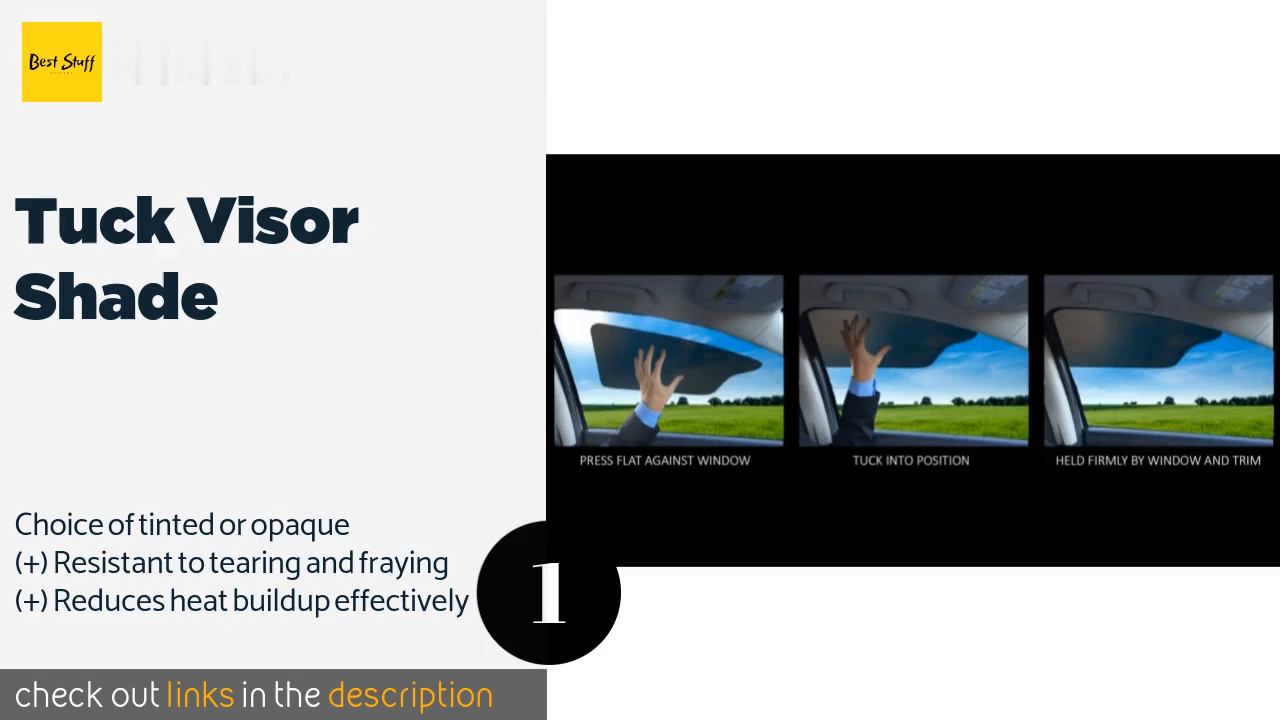 Best Stuff
Tuck Visor
Shade
PRESS FLAT AGAINST WINDOW
TUCK INTO POSITION
HELD FIRMLY BY WINDOW AND TRIM
Choice of tinted or opaque
(+) Resistant to tearing and fraying
(+) Reduces heat buildup effectively
1
check out links in the description